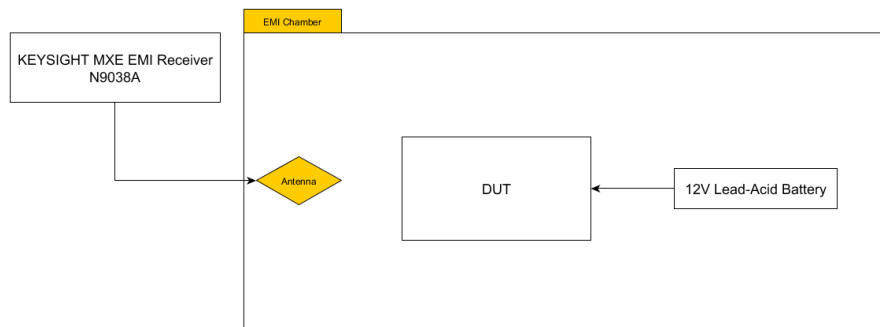 EMI Chamber
KEYSIGHT MXE EMI Receiver
N9038A
Antenna
DUT
12V Lead-Acid Battery